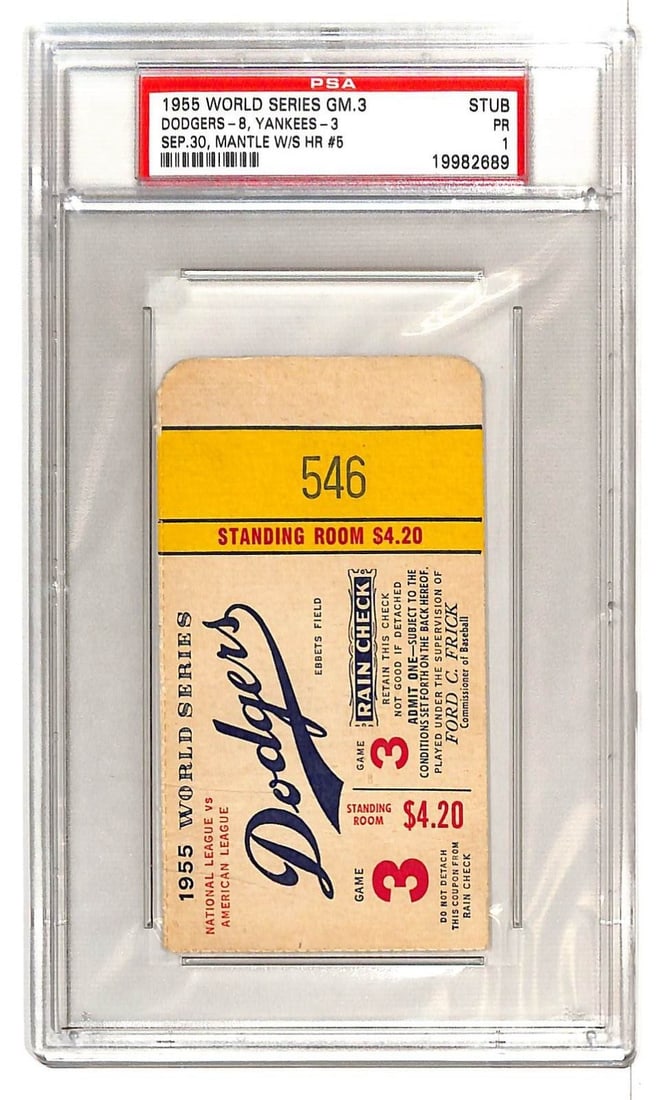 PSA
1955 WORLD SERIES GM.3 STUB
DODGERS-8, YANKEES-3 PR
SEP.30, MANTLE W/S HR #5 1
19982689
546
STANDING ROOM $4.20
1955 WORLD SERIES
NATIONAL LEAGUE VS
AMERICAN LEAGUE
Dodgers
EBBETS FIELD
RAIN CHECK
RETAIN THIS CHECK
NOT GOOD IF DETACHED
ADMIT ONE—SUBJECT TO THE
CONDITIONS SET FORTH ON THE BACK HEREOF.
PLAYED UNDER THE SUPERVISION OF
FORD C. FRICK
Commissioner of Baseball
GAME
3
STANDING
ROOM
$4.20
GAME
3
DO NOT DETACH
THIS COUPON FROM
RAIN CHECK